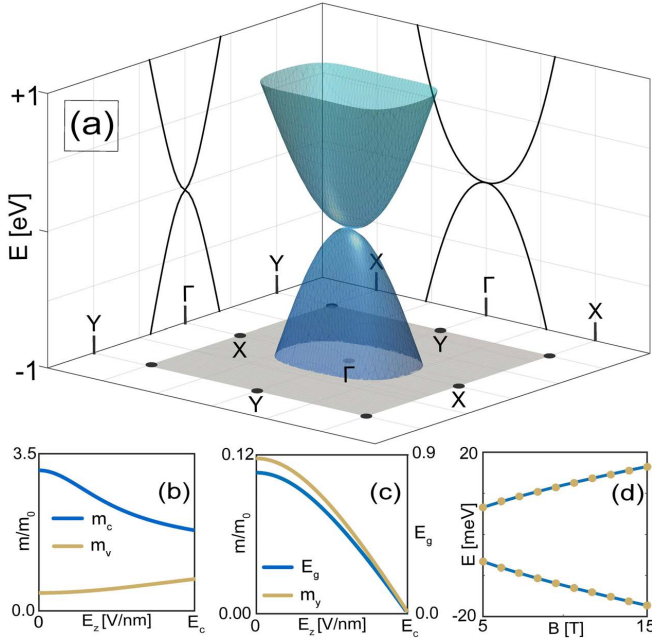 +1
(a)
E [eV]
-1
Y
Γ
X
Y
X
Y
Γ
Y
Γ
X
X
3.5
(b)
m/m₀
m_c
m_v
0.0
0
E_z [V/nm]
E_c
0.12
0.9
(c)
m/m₀
E_g
E_g
m_y
0.00
0.0
0
E_z [V/nm]
E_c
20
(d)
E [meV]
-20
5
B [T]
15